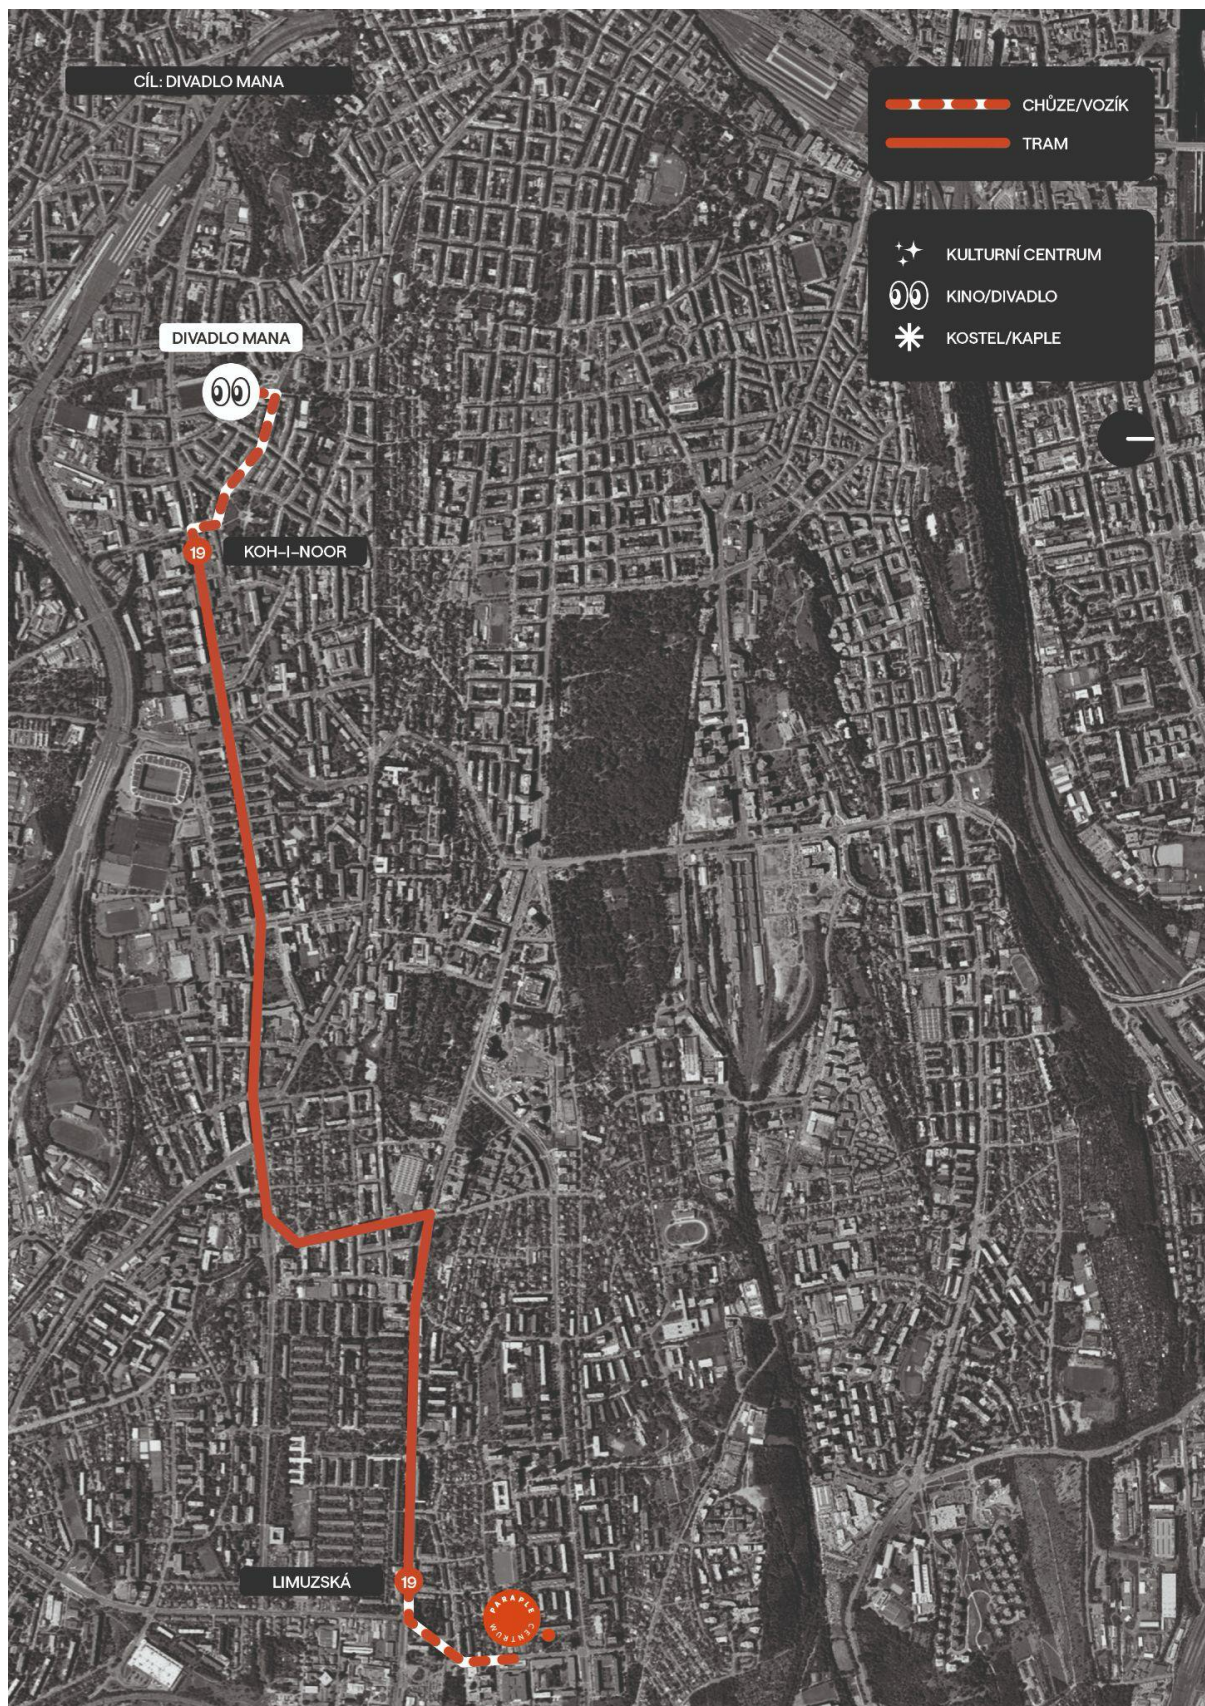 CÍL: DIVADLO MANA
CHŮZE/VOZÍK
TRAM
KULTURNÍ CENTRUM
KINO/DIVADLO
KOSTEL/KAPLE
DIVADLO MANA
19
KOH-I-NOOR
LIMUZSKÁ
19
PARAPLE
CENTRUM